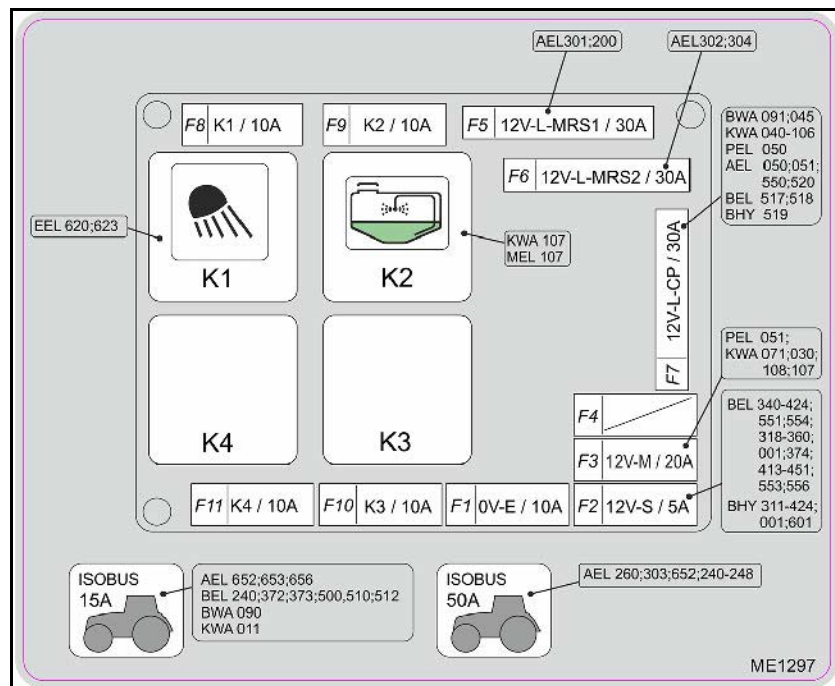 AEL301;200
AEL302;304
F8 K1 / 10A
F9 K2 / 10A
F5 12V-L-MRS1 / 30A
BWA 091;045
KWA 040-106
PEL 050
AEL 050;051;
550;520
BEL 517;518
BHY 519
F6 12V-L-MRS2 / 30A
EEL 620;623
K1
K2
KWA 107
MEL 107
F7 12V-L-CP / 30A
PEL 051;
KWA 071;030;
108;107
K4
K3
F4
F3 12V-M / 20A
BEL 340-424;
551;554;
318-360;
001;374;
413-451;
553;556
BHY 311-424;
001;601
F11 K4 / 10A
F10 K3 / 10A
F1 0V-E / 10A
F2 12V-S / 5A
ISOBUS
15A
AEL 652;653;656
BEL 240;372;373;500,510;512
BWA 090
KWA 011
ISOBUS
50A
AEL 260;303;652;240-248
ME1297